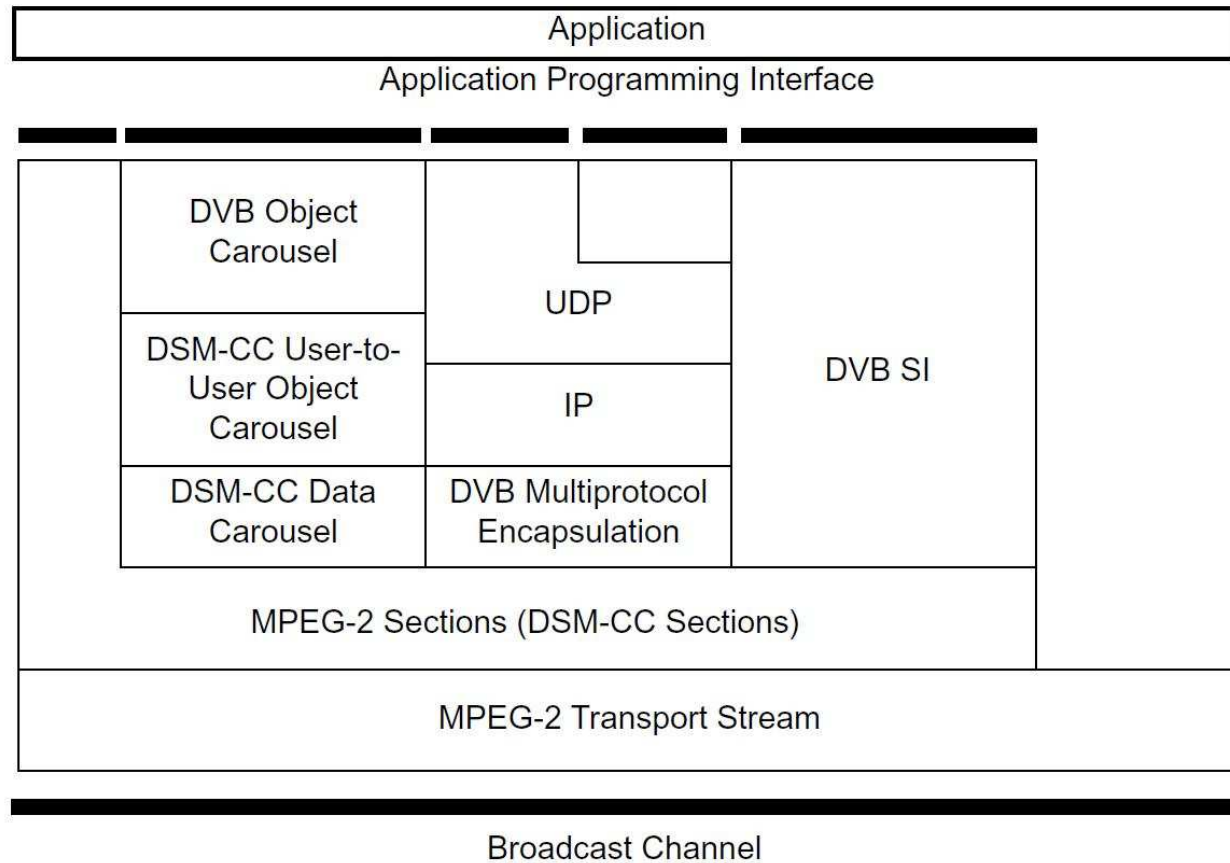 Application
Application Programming Interface
DVB Object
Carousel
UDP
DVB SI
DSM-CC User-to-
User Object
Carousel
IP
DSM-CC Data
Carousel
DVB Multiprotocol
Encapsulation
MPEG-2 Sections (DSM-CC Sections)
MPEG-2 Transport Stream
Broadcast Channel